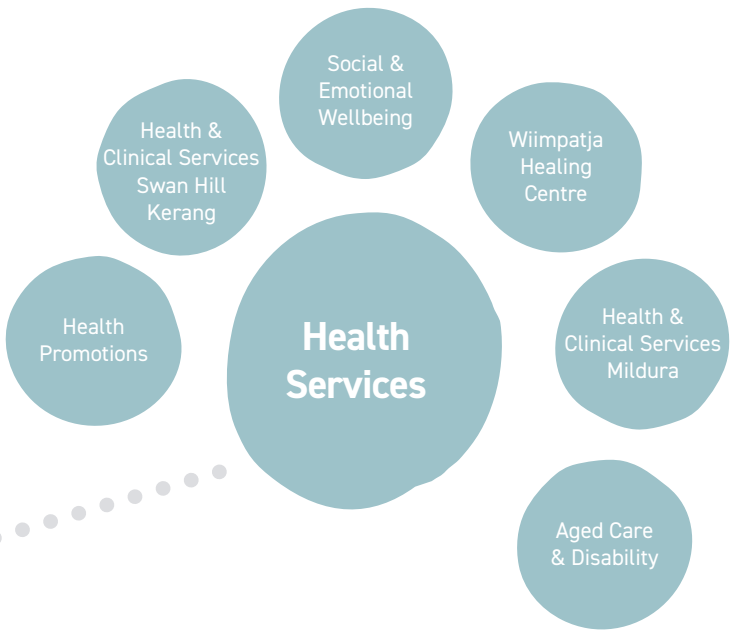 Social &
Emotional
Wellbeing
Health &
Clinical Services
Swan Hill
Kerang
Wiimpatja
Healing
Centre
Health
Promotions
Health
Services
Health &
Clinical Services
Mildura
Aged Care
& Disability